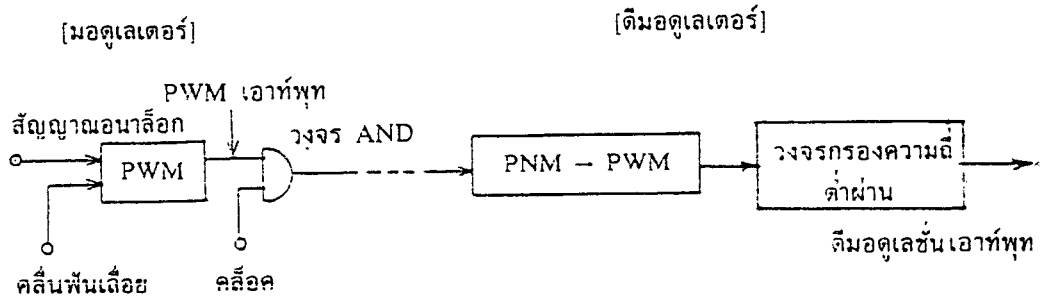 [มอดูเลเตอร์]
[ดีมอดูเลเตอร์]
PWM เอาท์พุท
สัญญาณอนาล็อก
วงจร AND
PWM
PNM – PWM
วงจรกรองความถี่
ต่ำผ่าน
ดีมอดูเลชั่นเอาท์พุท
คลื่นฟันเลื่อย
คล็อค